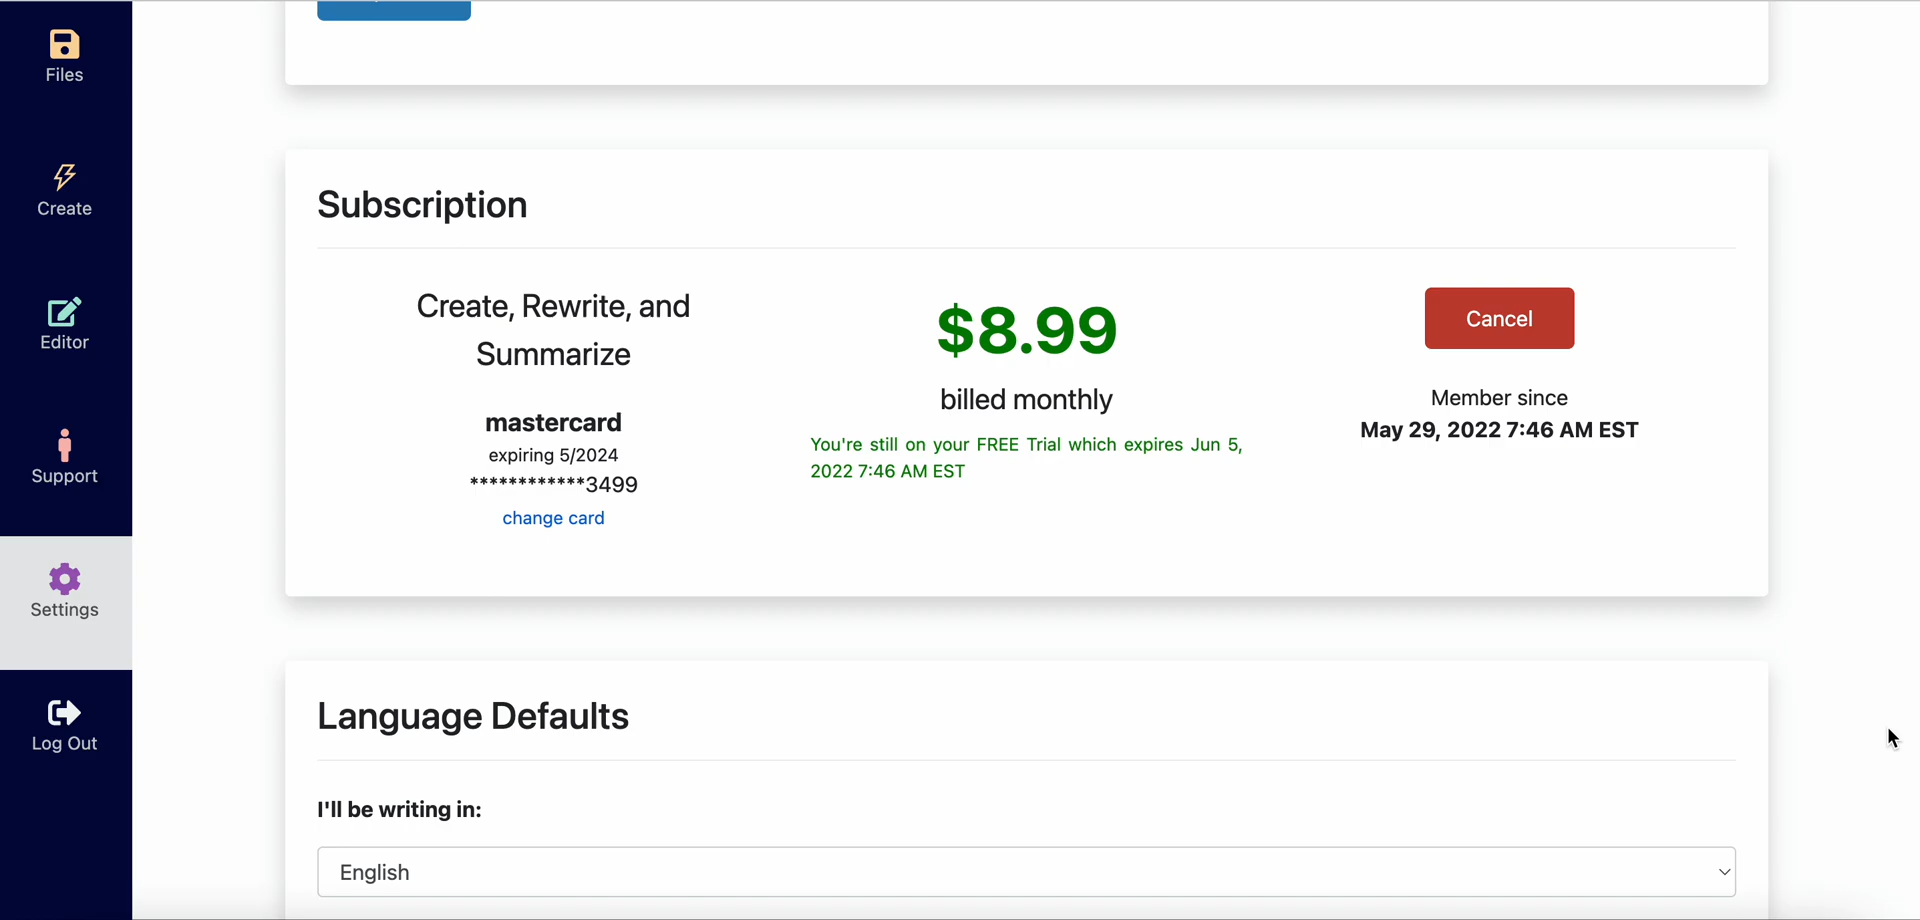 Files
Create
Editor
Support
Settings
Log Out
Subscription
Create, Rewrite, and
Summarize
mastercard
expiring 5/2024
************3499
change card
$8.99
billed monthly
You're still on your FREE Trial which expires Jun 5,
2022 7:46 AM EST
Cancel
Member since
May 29, 2022 7:46 AM EST
Language Defaults
I'll be writing in:
English